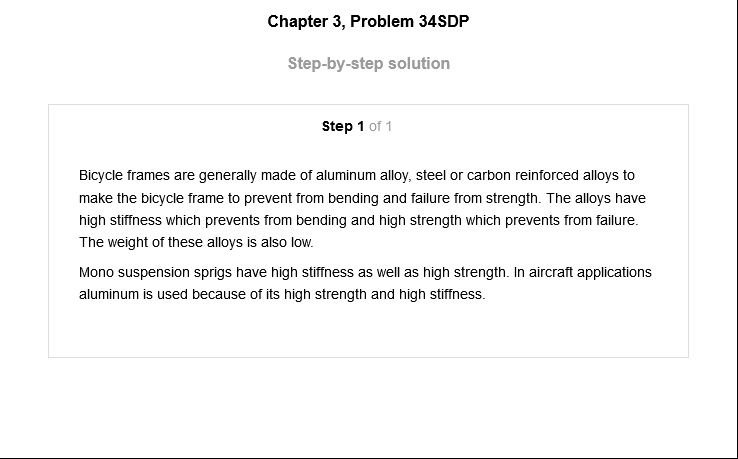 Chapter 3, Problem 34SDP
Step-by-step solution
Step 1 of 1
Bicycle frames are generally made of aluminum alloy, steel or carbon reinforced alloys to
make the bicycle frame to prevent from bending and failure from strength. The alloys have
high stiffness which prevents from bending and high strength which prevents from failure.
The weight of these alloys is also low.
Mono suspension sprigs have high stiffness as well as high strength. In aircraft applications
aluminum is used because of its high strength and high stiffness.